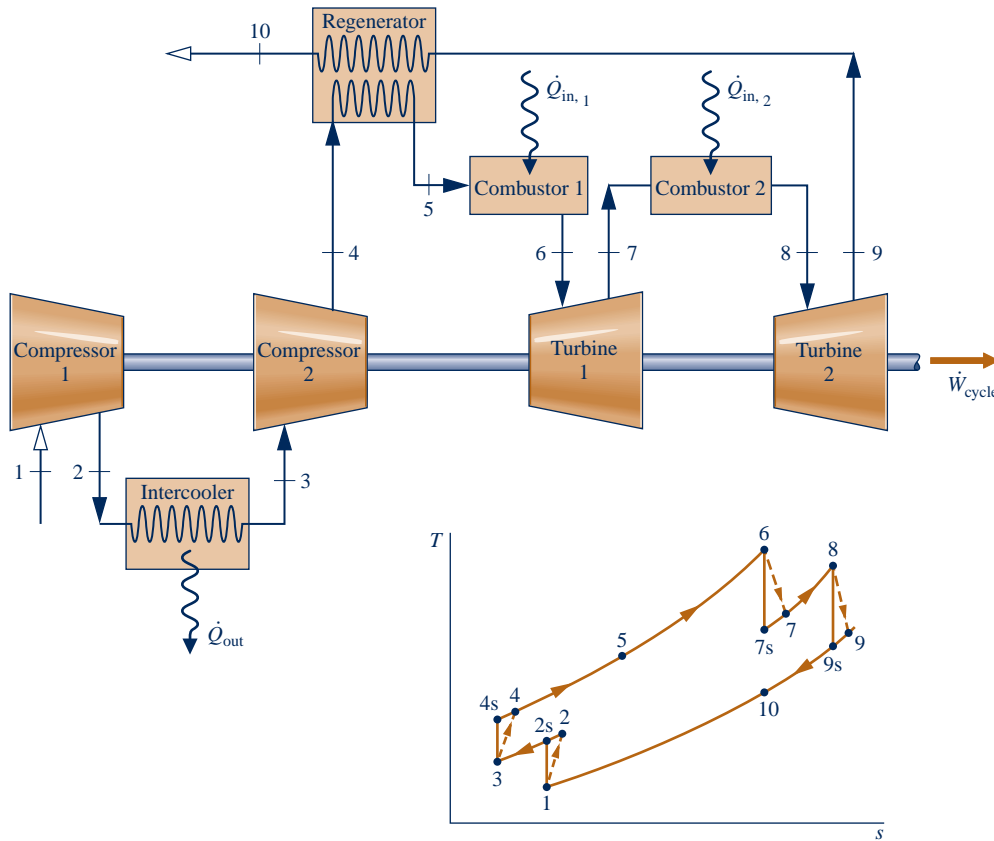 Regenerator
10
Q̇in, 1
Q̇in, 2
Combustor 1
Combustor 2
5
4
6
7
8
9
Compressor
1
Compressor
2
Turbine
1
Turbine
2
Ẇcycle
1
2
3
Intercooler
Q̇out
T
6
8
7
7s
9
9s
5
10
4s
4
2s
2
3
1
s